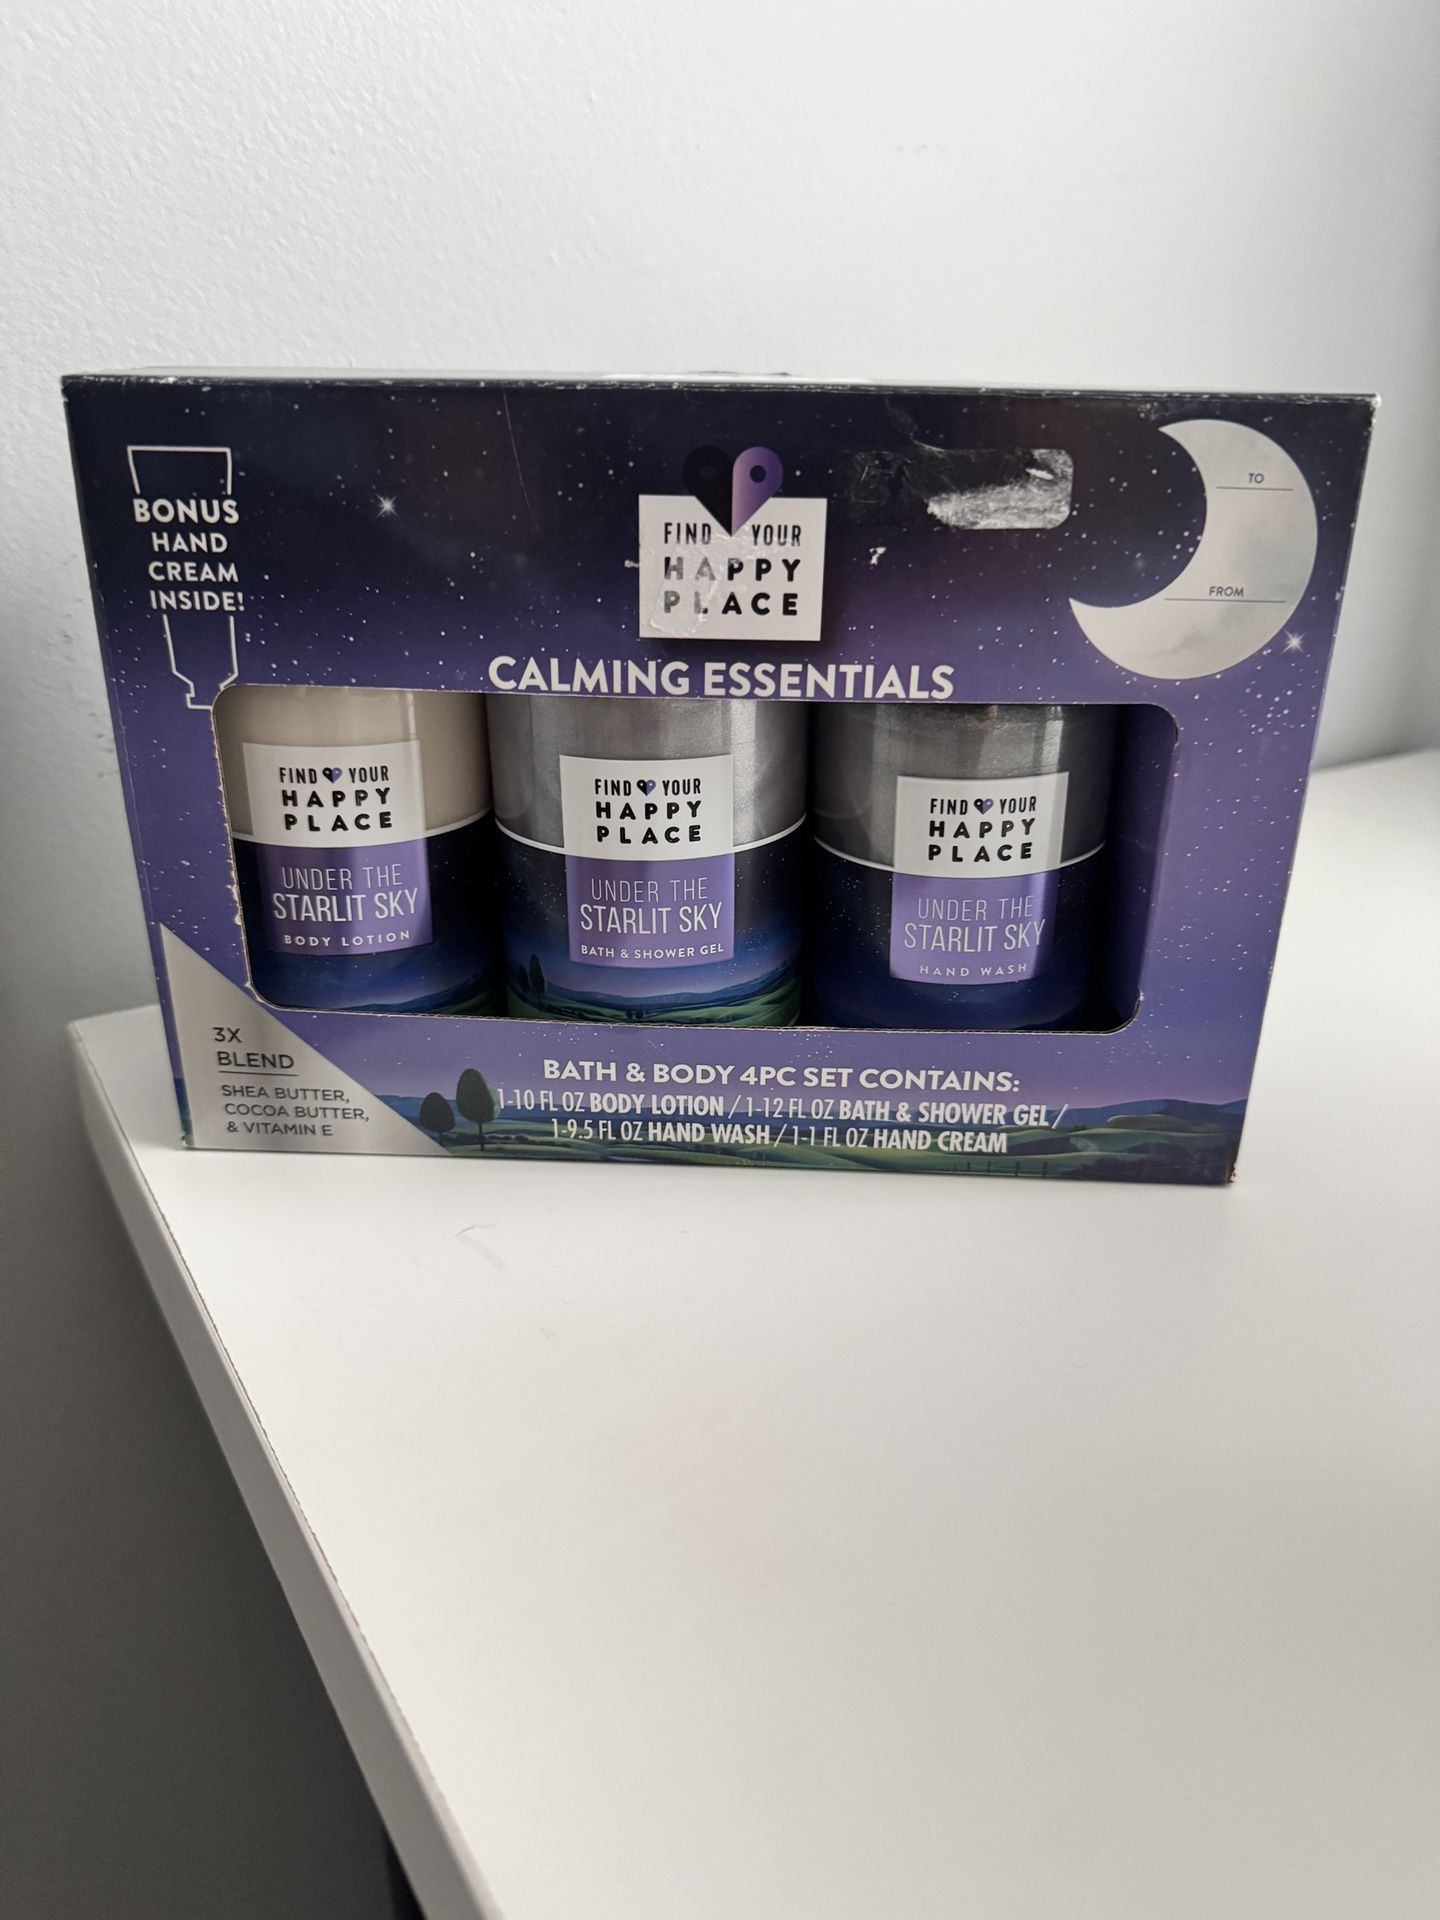 BONUS
HAND
CREAM
INSIDE!
FIND YOUR
HAPPY
PLACE
TO
FROM
CALMING ESSENTIALS
FIND YOUR
HAPPY
PLACE
UNDER THE
STARLIT SKY
BODY LOTION
FIND YOUR
HAPPY
PLACE
UNDER THE
STARLIT SKY
BATH & SHOWER GEL
FIND YOUR
HAPPY
PLACE
UNDER THE
STARLIT SKY
HAND WASH
3X
BLEND
SHEA BUTTER,
COCOA BUTTER,
& VITAMIN E
BATH & BODY 4PC SET CONTAINS:
1-10 FL OZ BODY LOTION / 1-12 FL OZ BATH & SHOWER GEL /
1-9.5 FL OZ HAND WASH / 1-1 FL OZ HAND CREAM